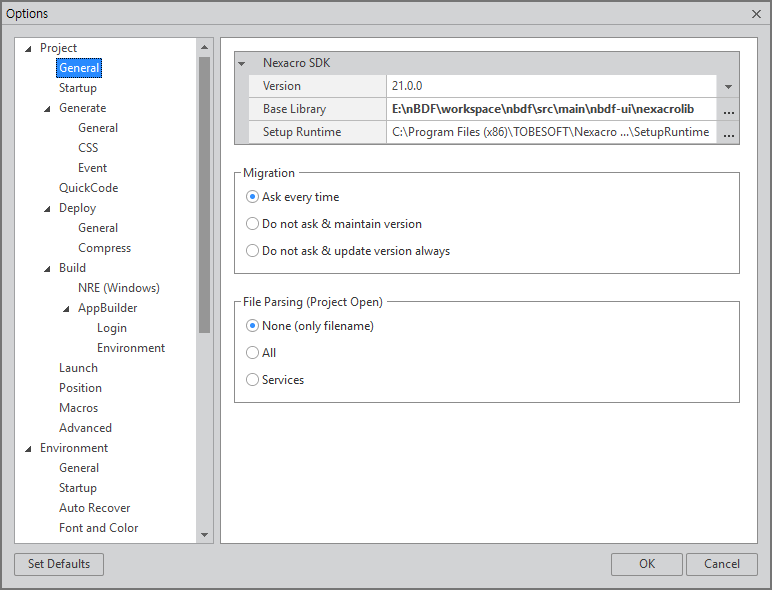 Options
Project
General
Startup
Generate
General
CSS
Event
QuickCode
Deploy
General
Compress
Build
NRE (Windows)
AppBuilder
Login
Environment
Launch
Position
Macros
Advanced
Environment
General
Startup
Auto Recover
Font and Color
Nexacro SDK
Version 21.0.0
Base Library E:\nBDF\workspace\nbdf\src\main\nbdf-ui\nexacrolib ...
Setup Runtime C:\Program Files (x86)\TOBESOFT\Nexacro ...\SetupRuntime ...
Migration
Ask every time
Do not ask & maintain version
Do not ask & update version always
File Parsing (Project Open)
None (only filename)
All
Services
Set Defaults
OK
Cancel